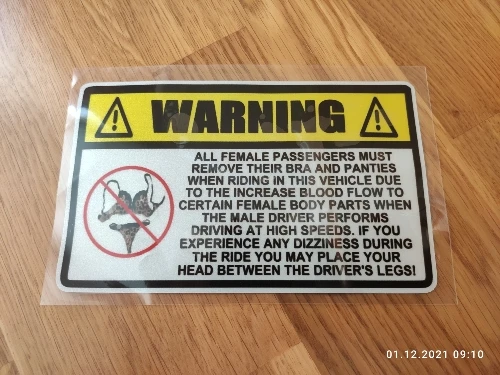 WARNING
ALL FEMALE PASSENGERS MUST
REMOVE THEIR BRA AND PANTIES
WHEN RIDING IN THIS VEHICLE DUE
TO THE INCREASE BLOOD FLOW TO
CERTAIN FEMALE BODY PARTS WHEN
THE MALE DRIVER PERFORMS
DRIVING AT HIGH SPEEDS. IF YOU
EXPERIENCE ANY DIZZINESS DURING
THE RIDE YOU MAY PLACE YOUR
HEAD BETWEEN THE DRIVER'S LEGS!
01.12.2021 09:10